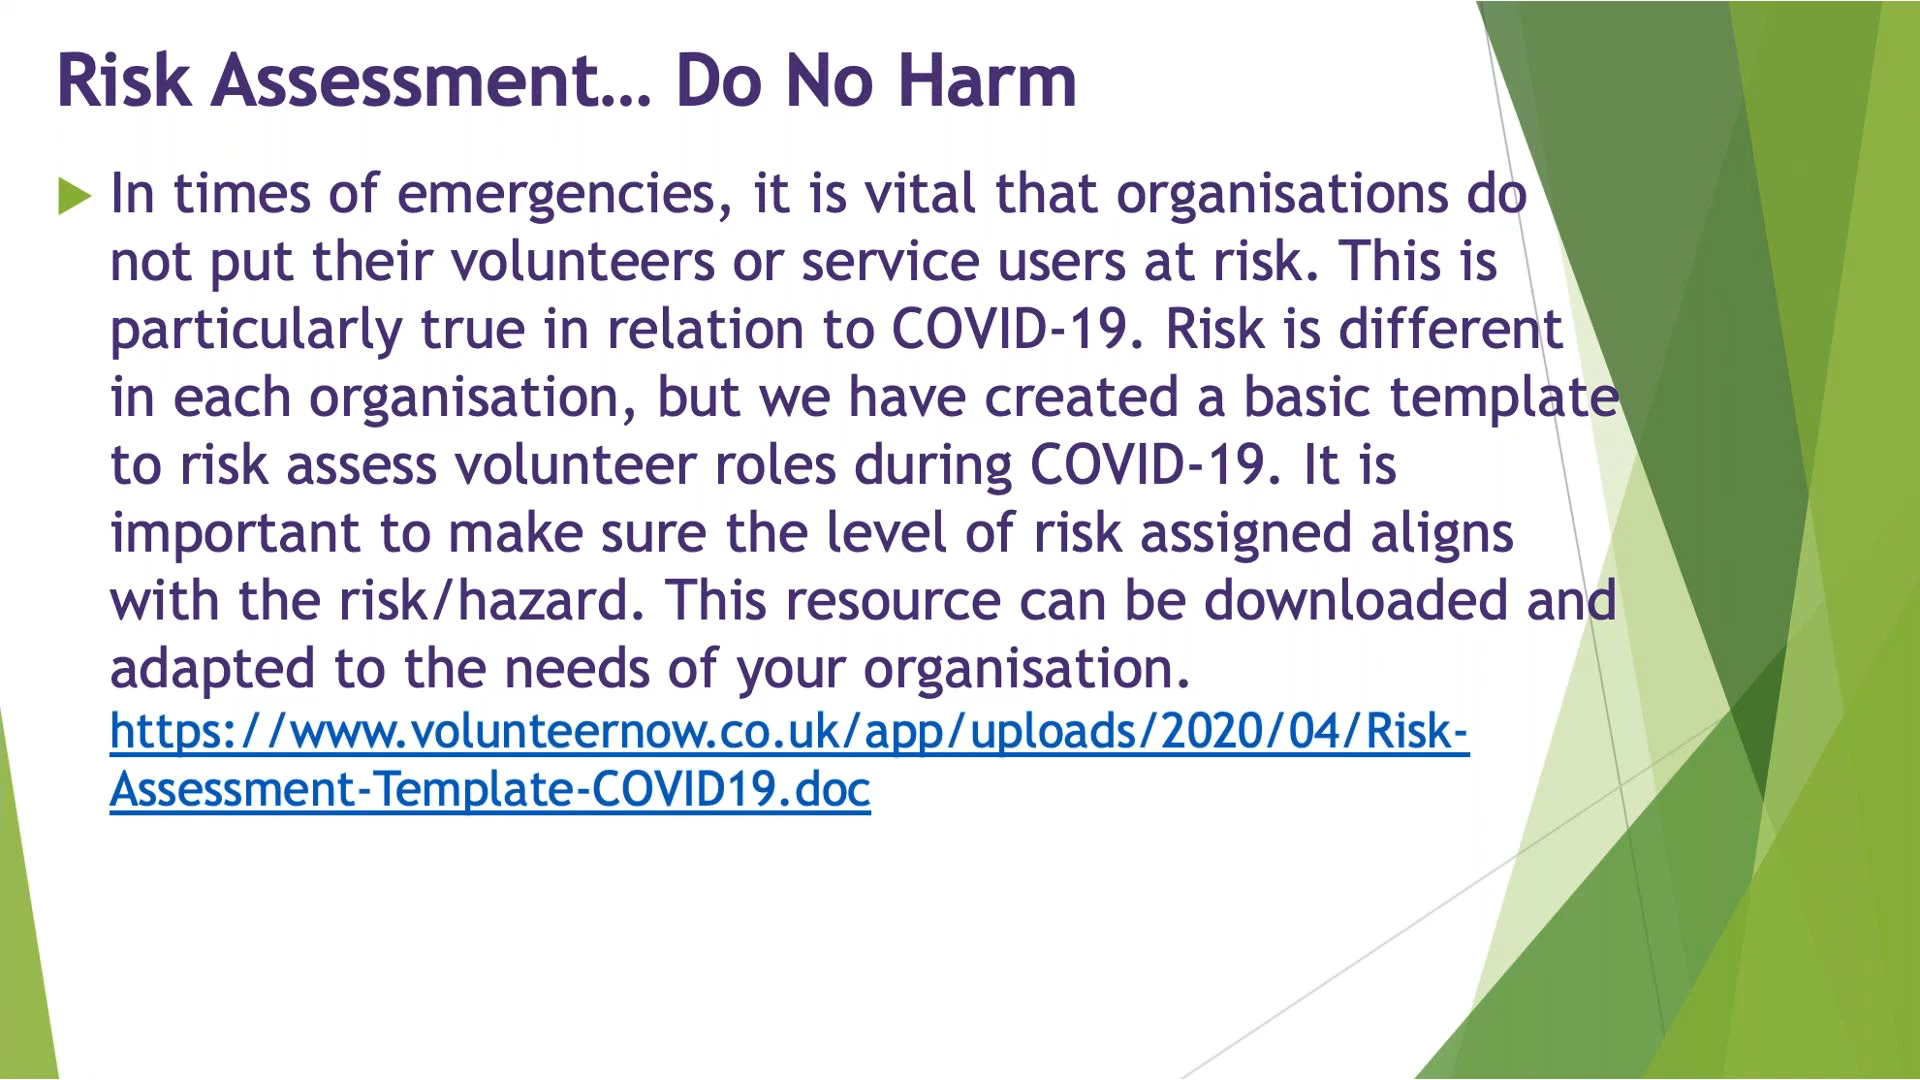 Risk Assessment… Do No Harm
In times of emergencies, it is vital that organisations do
not put their volunteers or service users at risk. This is
particularly true in relation to COVID-19. Risk is different
in each organisation, but we have created a basic template
to risk assess volunteer roles during COVID-19. It is
important to make sure the level of risk assigned aligns
with the risk/hazard. This resource can be downloaded and
adapted to the needs of your organisation.
https://www.volunteernow.co.uk/app/uploads/2020/04/Risk-
Assessment-Template-COVID19.doc